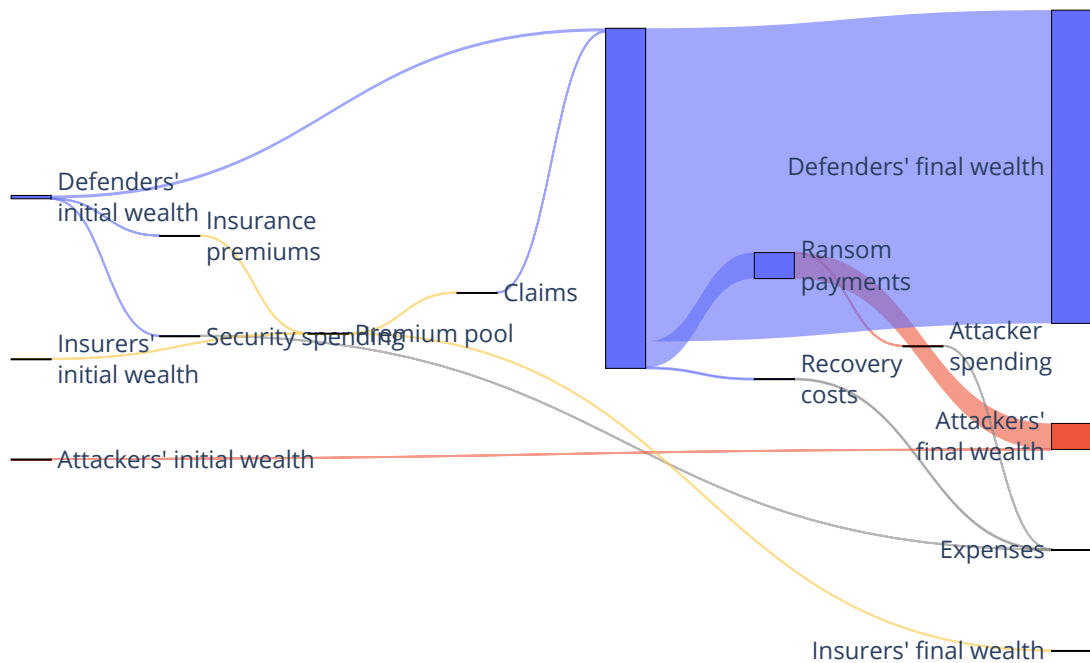 Defenders' final wealth
Defenders'
initial wealth
Insurance
premiums
Ransom
payments
Claims
Security spending
Premium pool
Attacker
spending
Insurers'
initial wealth
Recovery
costs
Attackers'
final wealth
Attackers' initial wealth
Expenses
Insurers' final wealth